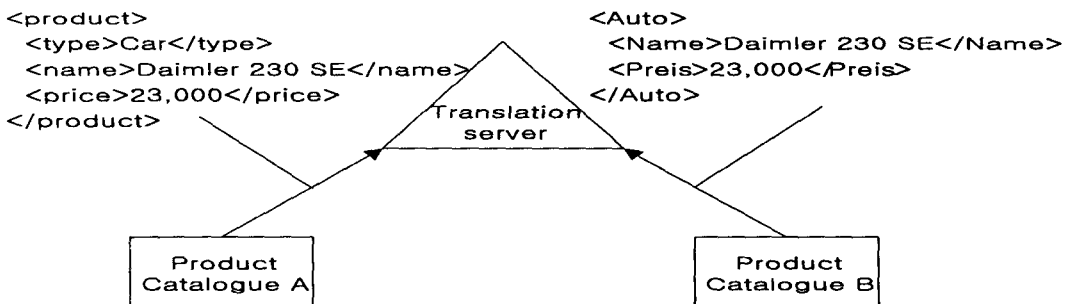 <product>
<type>Car</type>
<name>Daimler 230 SE</name>
<price>23,000</price>
</product>
<Auto>
<Name>Daimler 230 SE</Name>
<Preis>23,000</Preis>
</Auto>
Translation
server
Product
Catalogue A
Product
Catalogue B